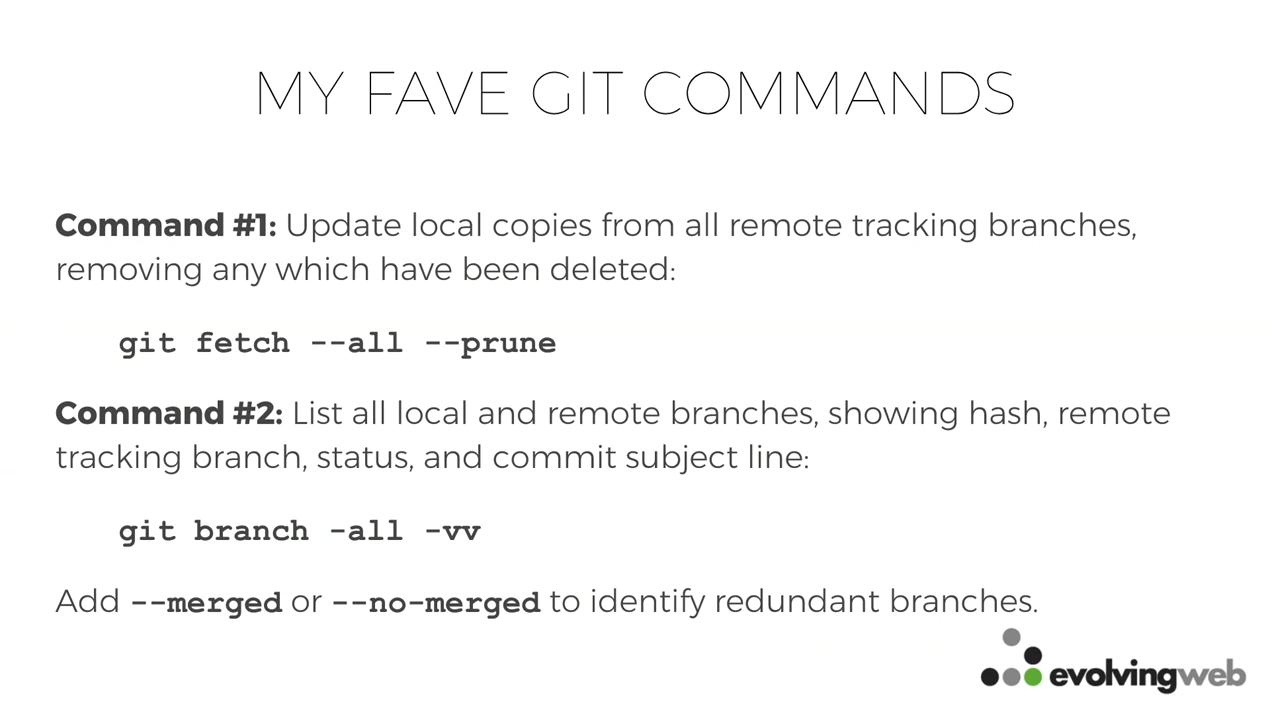 MY FAVE GIT COMMANDS
Command #1: Update local copies from all remote tracking branches,
removing any which have been deleted:
git fetch --all --prune
Command #2: List all local and remote branches, showing hash, remote
tracking branch, status, and commit subject line:
git branch -all -vv
Add --merged or --no-merged to identify redundant branches.
evolvingweb